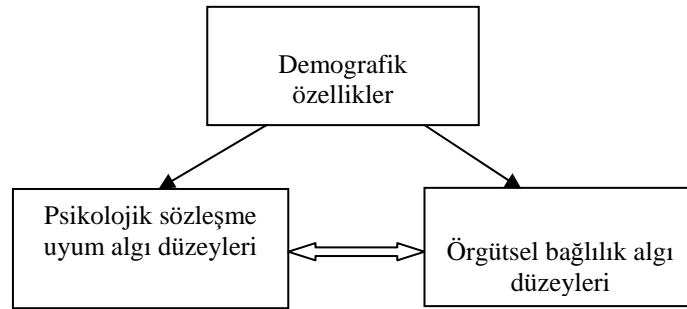 Demografik
özellikler
Psikolojik sözleşme
uyum algı düzeyleri
Örgütsel bağlılık algı
düzeyleri